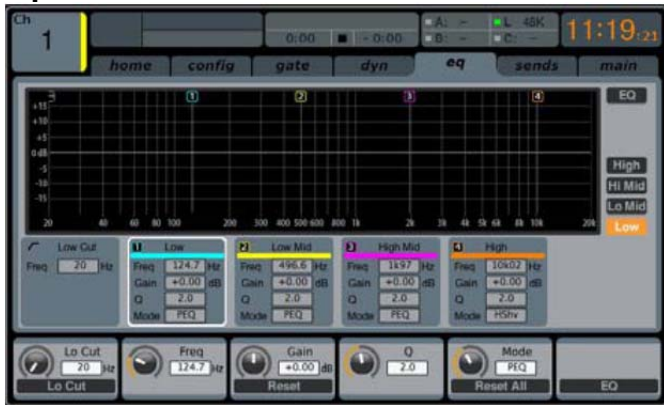 Ch
1
0:00 - 0:00
A: - L 48K
B: - C: -
11:19:21
home config gate dyn eq sends main
1 2 3 4
EQ
+15
+10
+5
0 dB
-5
-10
-15
High
Hi Mid
Lo Mid
Low
20 40 60 80 100 200 300 400 500 600 800 1k 2k 3k 4k 5k 6k 8k 10k 20k
Low Cut 1 Low 2 Low Mid 3 High Mid 4 High
Freq 20 Hz Freq 124.7 Hz Freq 496.6 Hz Freq 1k97 Hz Freq 10k02 Hz
Gain +0.00 dB Gain +0.00 dB Gain +0.00 dB Gain +0.00 dB
Q 2.0 Q 2.0 Q 2.0 Q 2.0
Mode PEQ Mode PEQ Mode PEQ Mode HShv
Lo Cut Freq Gain Q Mode
20 Hz 124.7 Hz +0.00 dB 2.0 PEQ
Lo Cut Reset Reset All EQ